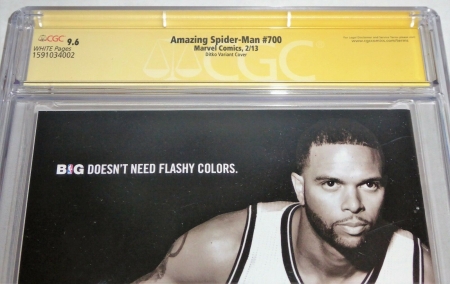 CGC 9.6
WHITE Pages
1591034002
Amazing Spider-Man #700
Marvel Comics, 2/13
Ditko Variant Cover
CGC
BIG DOESN'T NEED FLASHY COLORS.